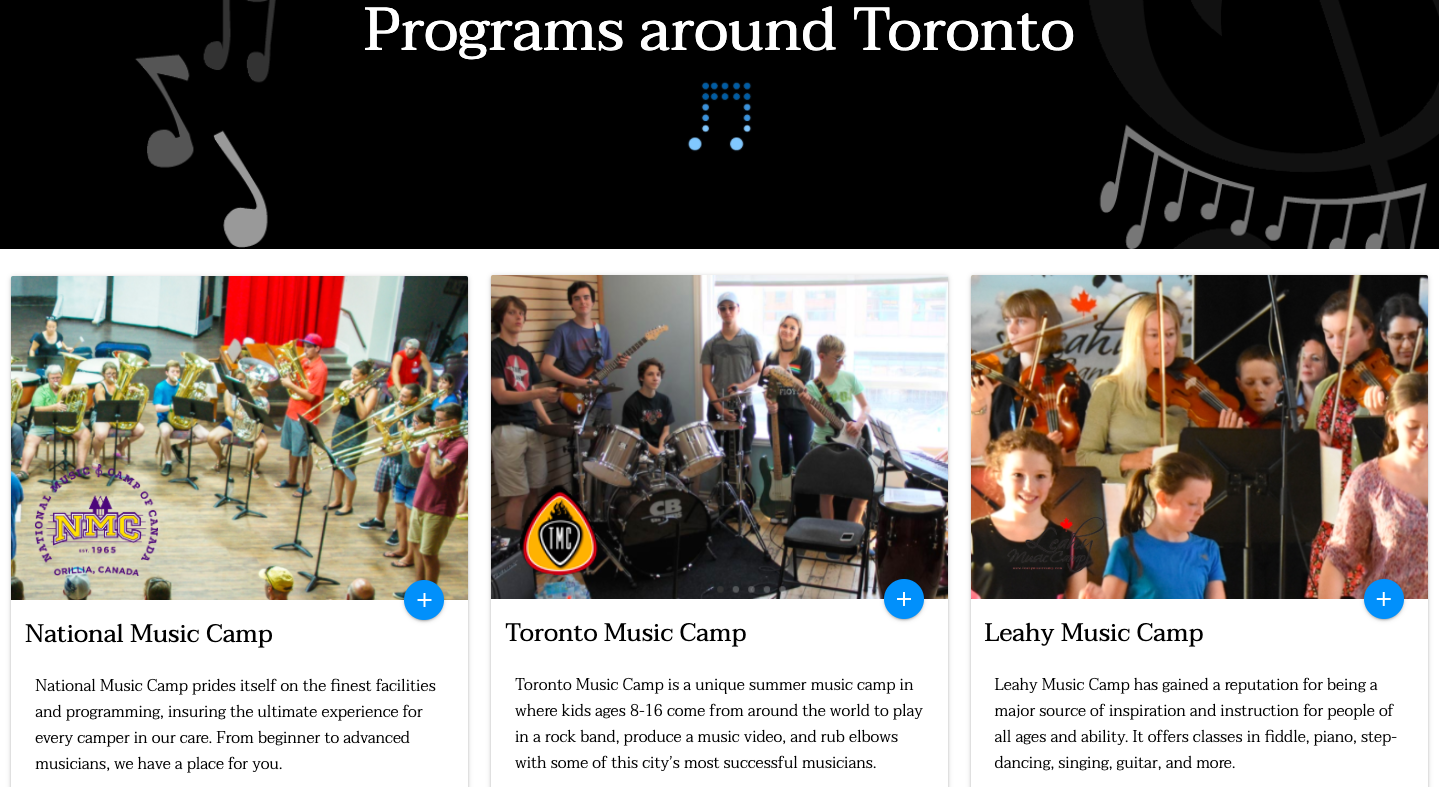 Programs around Toronto
NATIONAL MUSIC CAMP OF CANADA
NMC
EST. 1965
ORILLIA, CANADA
TMC
CB
National Music Camp
Toronto Music Camp
Leahy Music Camp
National Music Camp prides itself on the finest facilities
and programming, insuring the ultimate experience for
every camper in our care. From beginner to advanced
musicians, we have a place for you.
Toronto Music Camp is a unique summer music camp in
where kids ages 8-16 come from around the world to play
in a rock band, produce a music video, and rub elbows
with some of this city’s most successful musicians.
Leahy Music Camp has gained a reputation for being a
major source of inspiration and instruction for people of
all ages and ability. It offers classes in fiddle, piano, step-
dancing, singing, guitar, and more.